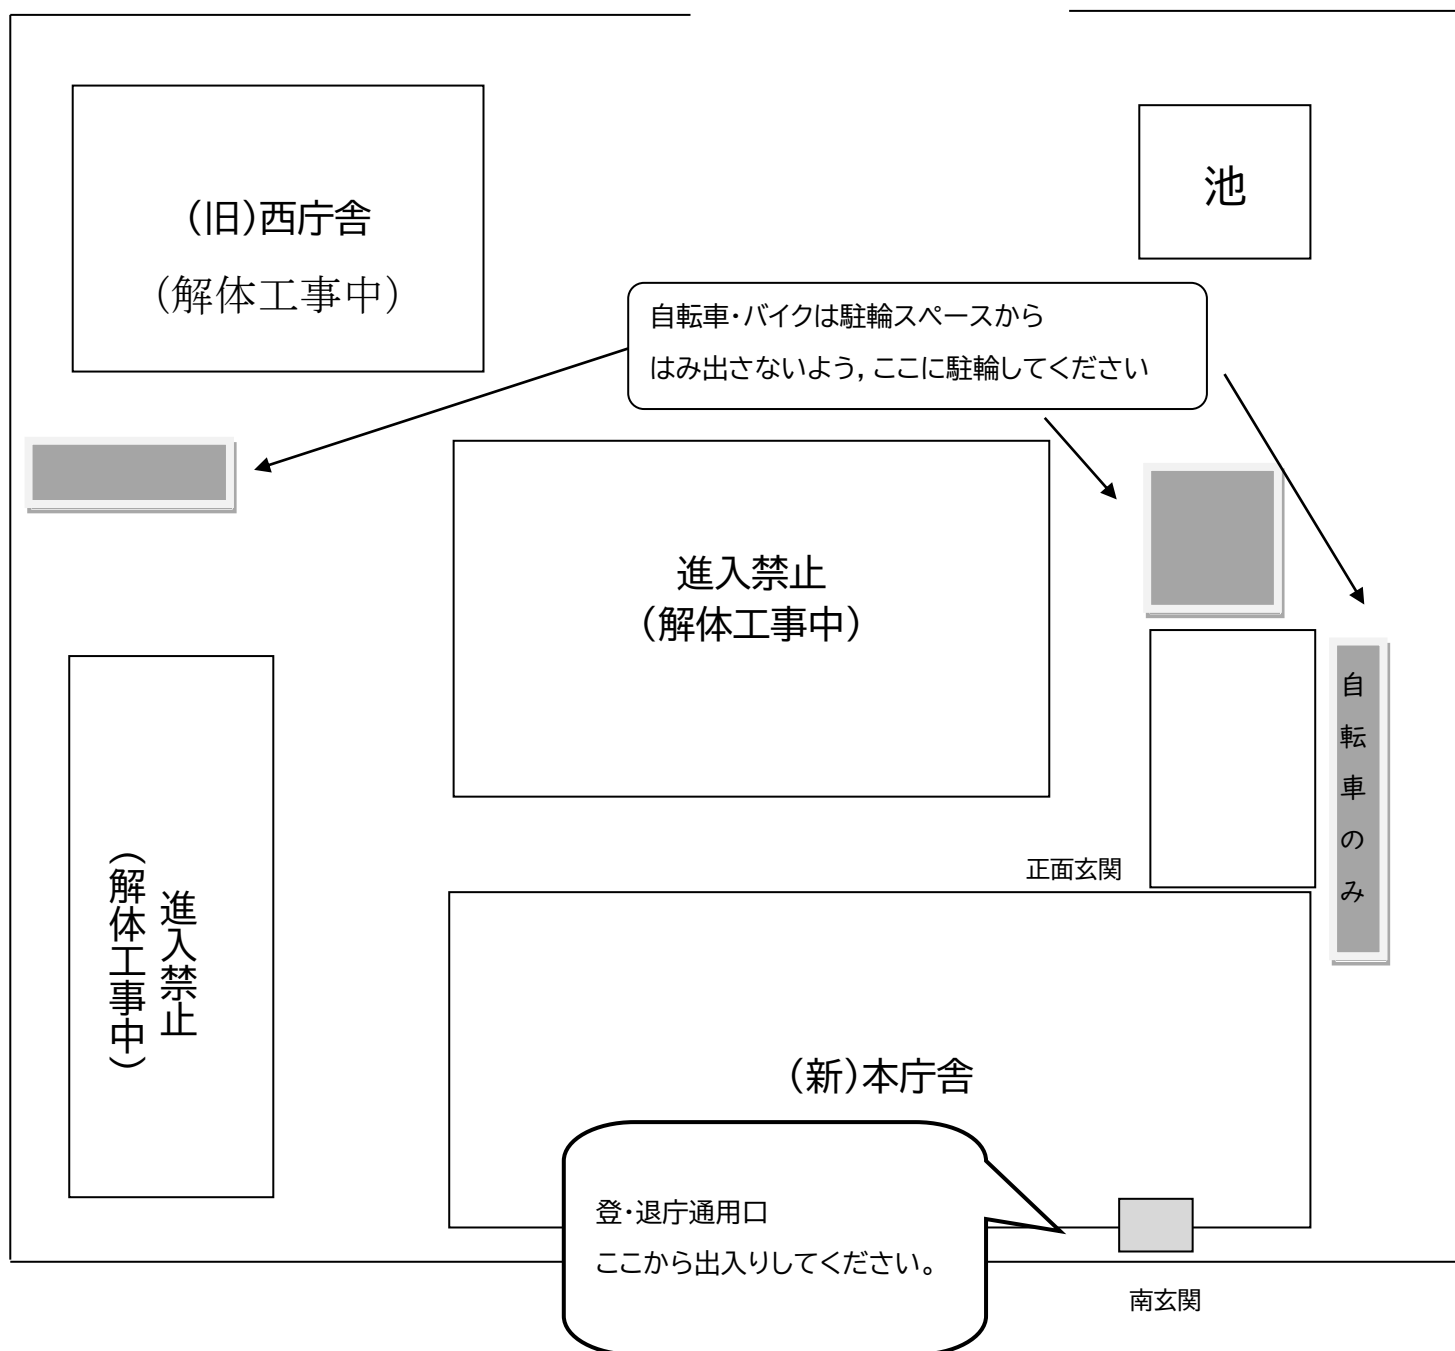 (旧)西庁舎
(解体工事中)
池
自転車・バイクは駐輪スペースから
はみ出さないよう，ここに駐輪してください
進入禁止
(解体工事中)
自転車のみ
正面玄関
進入禁止
(解体工事中)
(新)本庁舎
登・退庁通用口
ここから出入りしてください。
南玄関